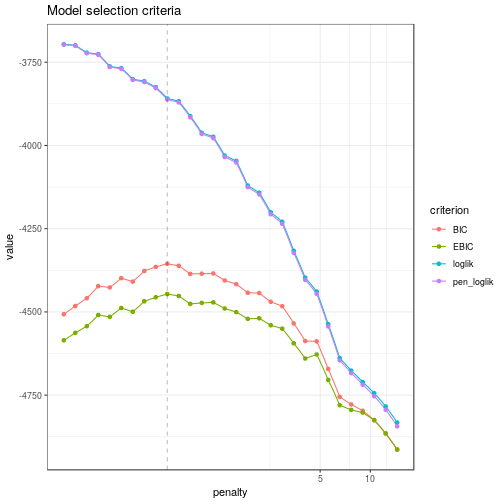 Model selection criteria
value
-3750
-4000
-4250
-4500
-4750
5
10
penalty
criterion
BIC
EBIC
loglik
pen_loglik